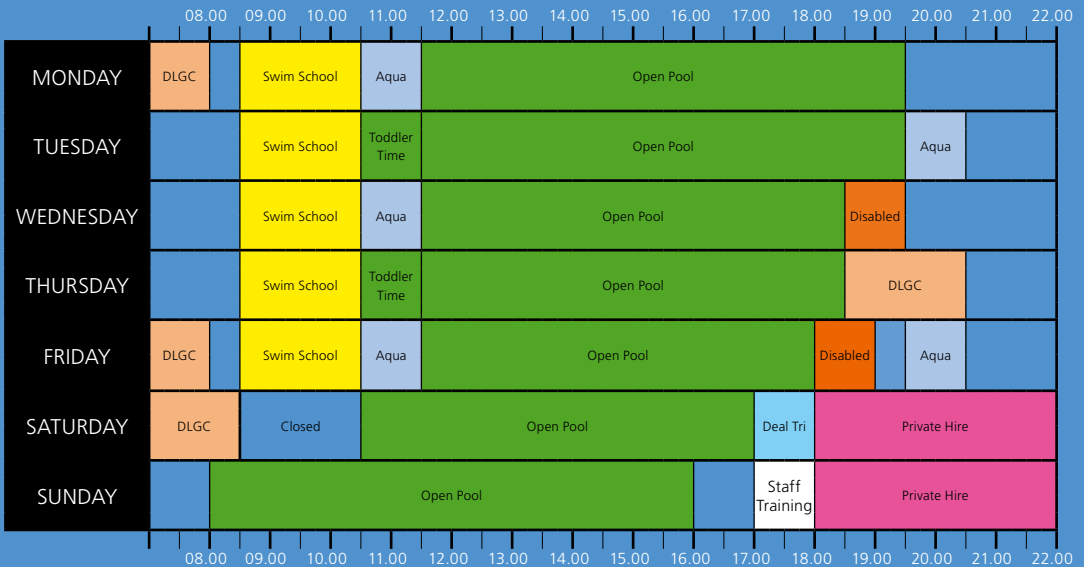 08.00 09.00 10.00 11.00 12.00 13.00 14.00 15.00 16.00 17.00 18.00 19.00 20.00 21.00 22.00
MONDAY DLGC Swim School Aqua Open Pool
TUESDAY Swim School Toddler Time Open Pool Aqua
WEDNESDAY Swim School Aqua Open Pool Disabled
THURSDAY Swim School Toddler Time Open Pool DLGC
FRIDAY DLGC Swim School Aqua Open Pool Disabled Aqua
SATURDAY DLGC Closed Open Pool Deal Tri Private Hire
SUNDAY Open Pool Staff Training Private Hire
08.00 09.00 10.00 11.00 12.00 13.00 14.00 15.00 16.00 17.00 18.00 19.00 20.00 21.00 22.00